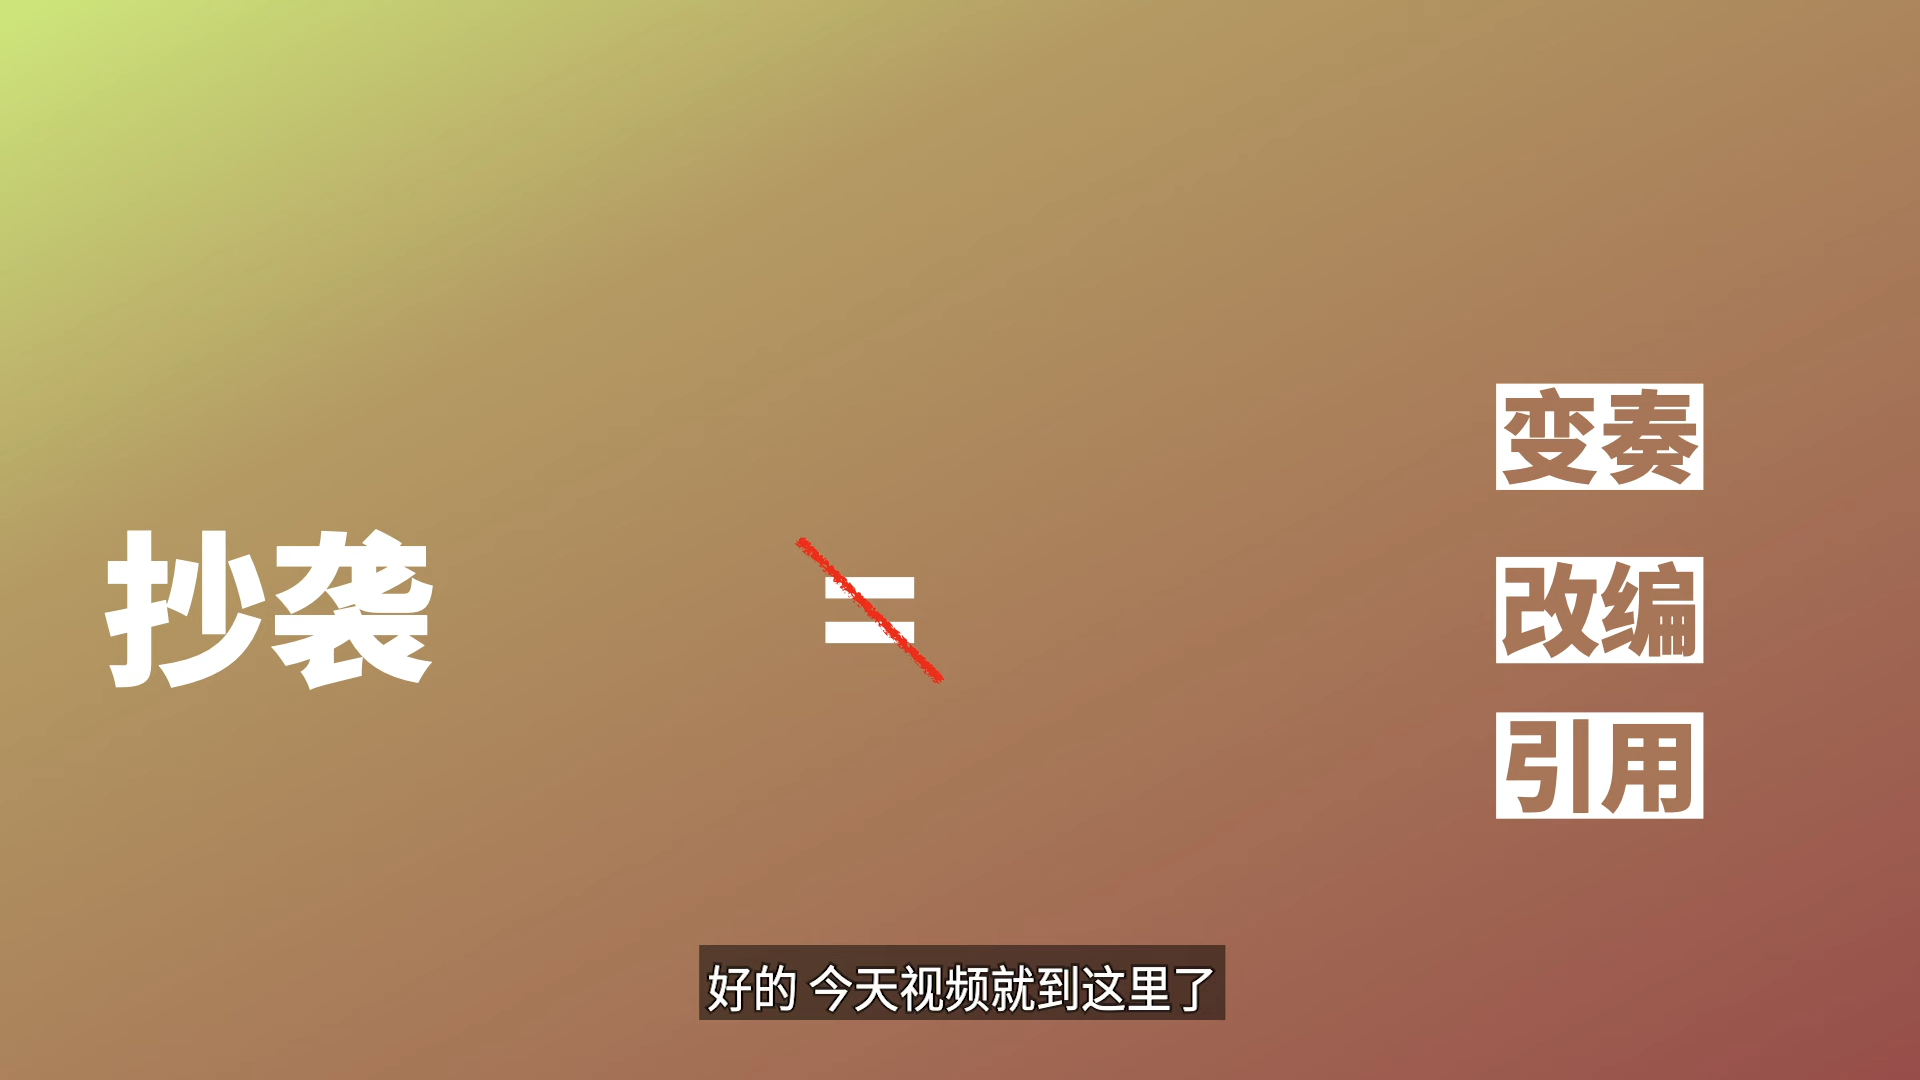 变奏
抄袭 = 改编
引用
好的 今天视频就到这里了